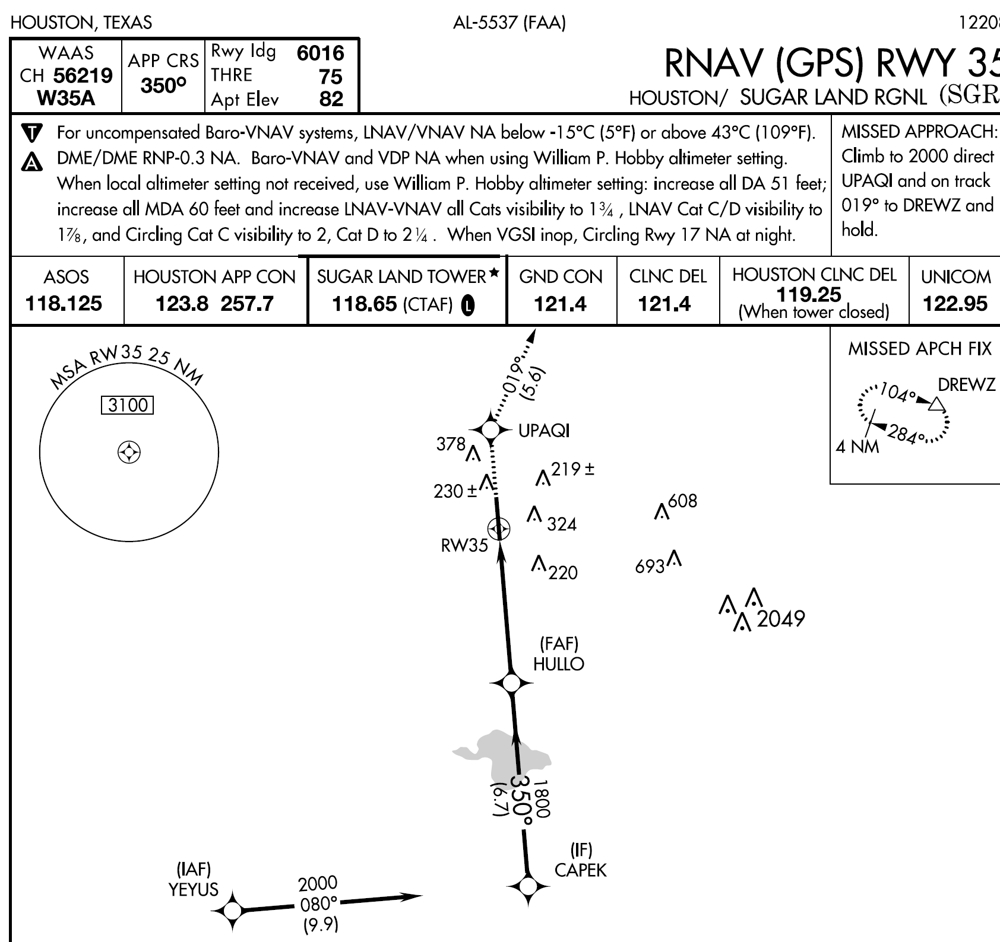 HOUSTON, TEXAS
AL-5537 (FAA)
12208
WAAS
CH 56219
W35A
APP CRS
350°
Rwy ldg 6016
THRE 75
Apt Elev 82
RNAV (GPS) RWY 35
HOUSTON/ SUGAR LAND RGNL (SGR
T
A
For uncompensated Baro-VNAV systems, LNAV/VNAV NA below -15°C (5°F) or above 43°C (109°F).
DME/DME RNP-0.3 NA. Baro-VNAV and VDP NA when using William P. Hobby altimeter setting.
When local altimeter setting not received, use William P. Hobby altimeter setting: increase all DA 51 feet;
increase all MDA 60 feet and increase LNAV-VNAV all Cats visibility to 1¾ , LNAV Cat C/D visibility to
1⅞, and Circling Cat C visibility to 2, Cat D to 2¼ . When VGSI inop, Circling Rwy 17 NA at night.
MISSED APPROACH:
Climb to 2000 direct
UPAQI and on track
019° to DREWZ and
hold.
ASOS
118.125
HOUSTON APP CON
123.8 257.7
SUGAR LAND TOWER★
118.65 (CTAF) L
GND CON
121.4
CLNC DEL
121.4
HOUSTON CLNC DEL
119.25
(When tower closed)
UNICOM
122.95
MSA RW35 25 NM
3100
019°
(5.6)
UPAQI
378
230 ±
219 ±
324
608
RW35
220
693
2049
MISSED APCH FIX
DREWZ
104°
284°
4 NM
(FAF)
HULLO
1800
350°
(6.7)
(IF)
CAPEK
(IAF)
YEYUS
2000
080°
(9.9)